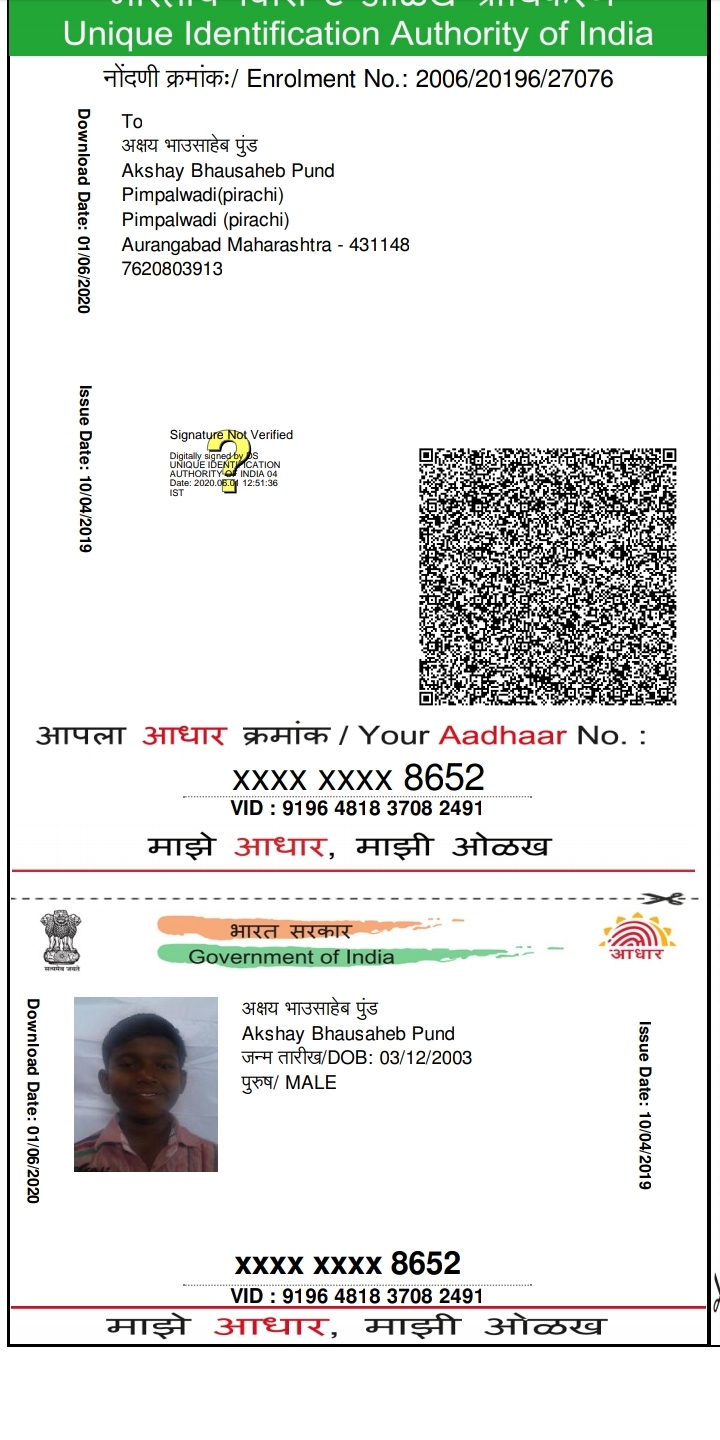 Unique Identification Authority of India
नोंदणी क्रमांकः/ Enrolment No.: 2006/20196/27076
To
अक्षय भाउसाहेब पुंड
Akshay Bhausaheb Pund
Pimpalwadi(pirachi)
Pimpalwadi (pirachi)
Aurangabad Maharashtra - 431148
7620803913
Download Date: 01/06/2020
Issue Date: 10/04/2019
Signature Not Verified
Digitally signed by DS
UNIQUE IDENTIFICATION
AUTHORITY OF INDIA 04
Date: 2020.06.01 12:51:36
IST
आपला आधार क्रमांक / Your Aadhaar No. :
xxxx xxxx 8652
VID : 9196 4818 3708 2491
माझे आधार, माझी ओळख
सत्यमेव जयते
भारत सरकार
Government of India
आधार
Download Date: 01/06/2020
अक्षय भाउसाहेब पुंड
Akshay Bhausaheb Pund
जन्म तारीख/DOB: 03/12/2003
पुरुष/ MALE
Issue Date: 10/04/2019
xxxx xxxx 8652
VID : 9196 4818 3708 2491
माझे आधार, माझी ओळख